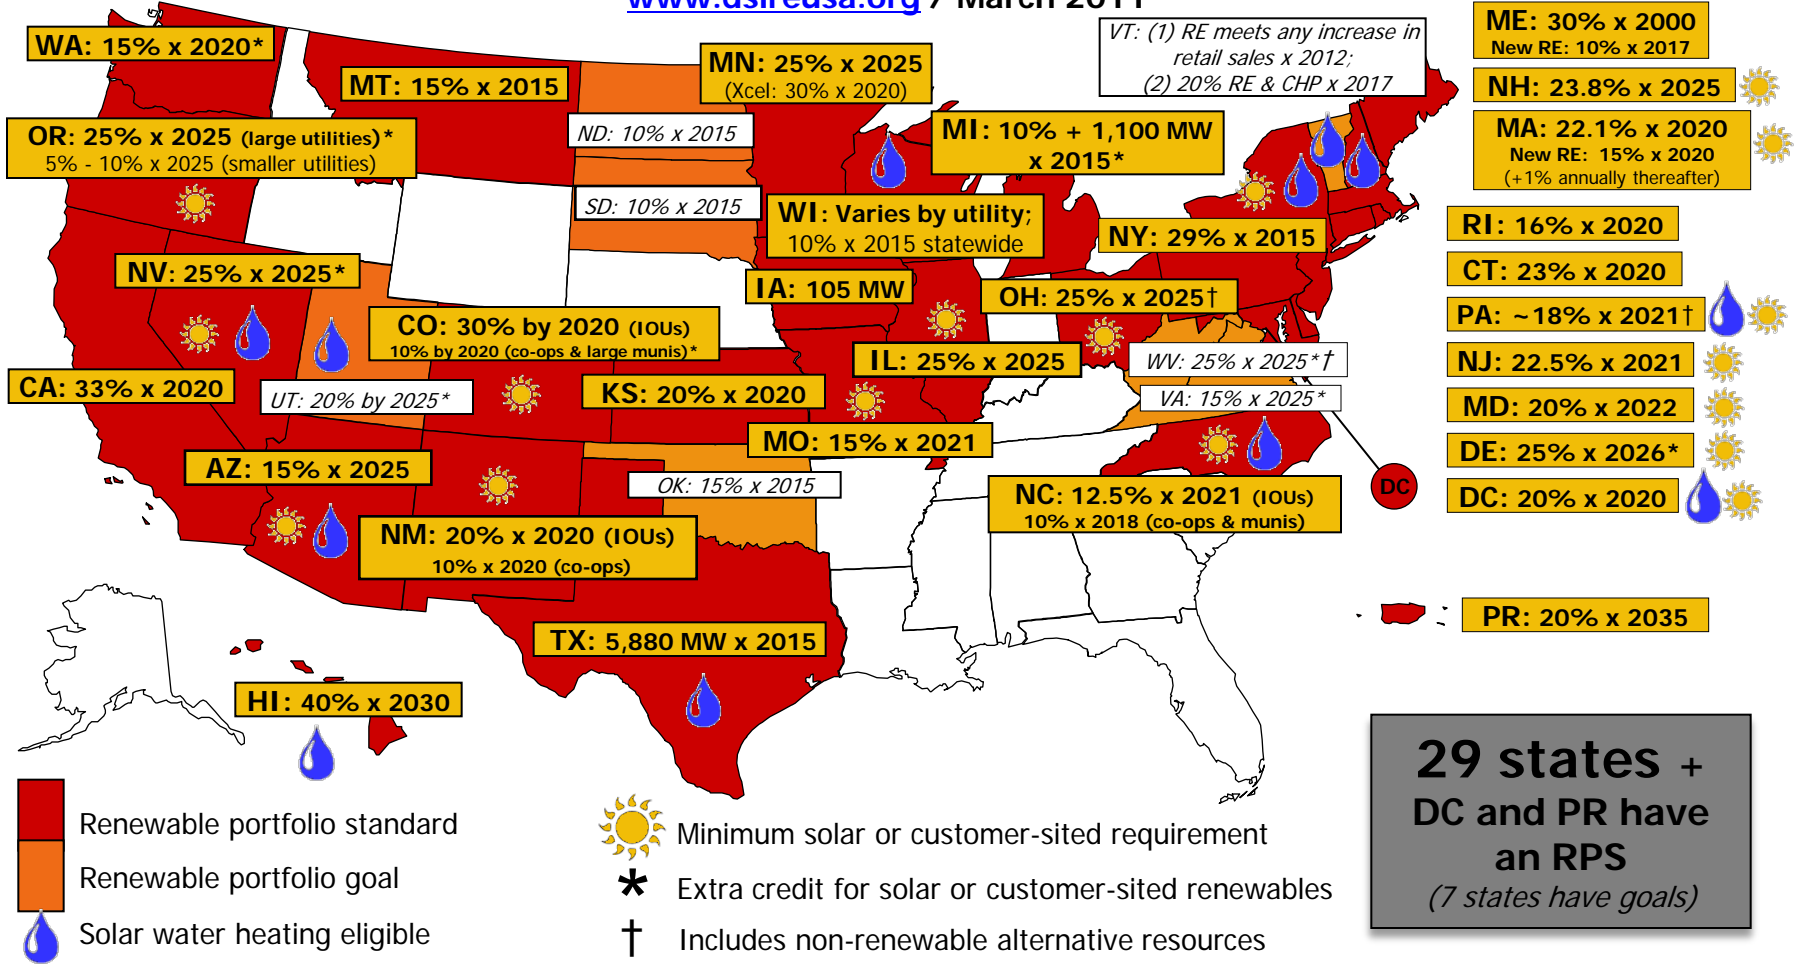 www.dsireusa.org / March 2011
WA: 15% x 2020*
MT: 15% x 2015
MN: 25% x 2025
(Xcel: 30% x 2020)
VT: (1) RE meets any increase in
retail sales x 2012;
(2) 20% RE & CHP x 2017
ME: 30% x 2000
New RE: 10% x 2017
NH: 23.8% x 2025
OR: 25% x 2025 (large utilities)*
5% - 10% x 2025 (smaller utilities)
ND: 10% x 2015
MI: 10% + 1,100 MW
x 2015*
MA: 22.1% x 2020
New RE: 15% x 2020
(+1% annually thereafter)
SD: 10% x 2015
WI: Varies by utility;
10% x 2015 statewide
NY: 29% x 2015
RI: 16% x 2020
NV: 25% x 2025*
IA: 105 MW
OH: 25% x 2025†
CT: 23% x 2020
CO: 30% by 2020 (IOUs)
10% by 2020 (co-ops & large munis)*
PA: ~18% x 2021†
IL: 25% x 2025
WV: 25% x 2025*†
NJ: 22.5% x 2021
CA: 33% x 2020
UT: 20% by 2025*
KS: 20% x 2020
VA: 15% x 2025*
MD: 20% x 2022
MO: 15% x 2021
DE: 25% x 2026*
AZ: 15% x 2025
OK: 15% x 2015
NC: 12.5% x 2021 (IOUs)
10% x 2018 (co-ops & munis)
DC
DC: 20% x 2020
NM: 20% x 2020 (IOUs)
10% x 2020 (co-ops)
PR: 20% x 2035
TX: 5,880 MW x 2015
HI: 40% x 2030
29 states +
DC and PR have
an RPS
(7 states have goals)
Renewable portfolio standard
Renewable portfolio goal
Solar water heating eligible
Minimum solar or customer-sited requirement
* Extra credit for solar or customer-sited renewables
† Includes non-renewable alternative resources